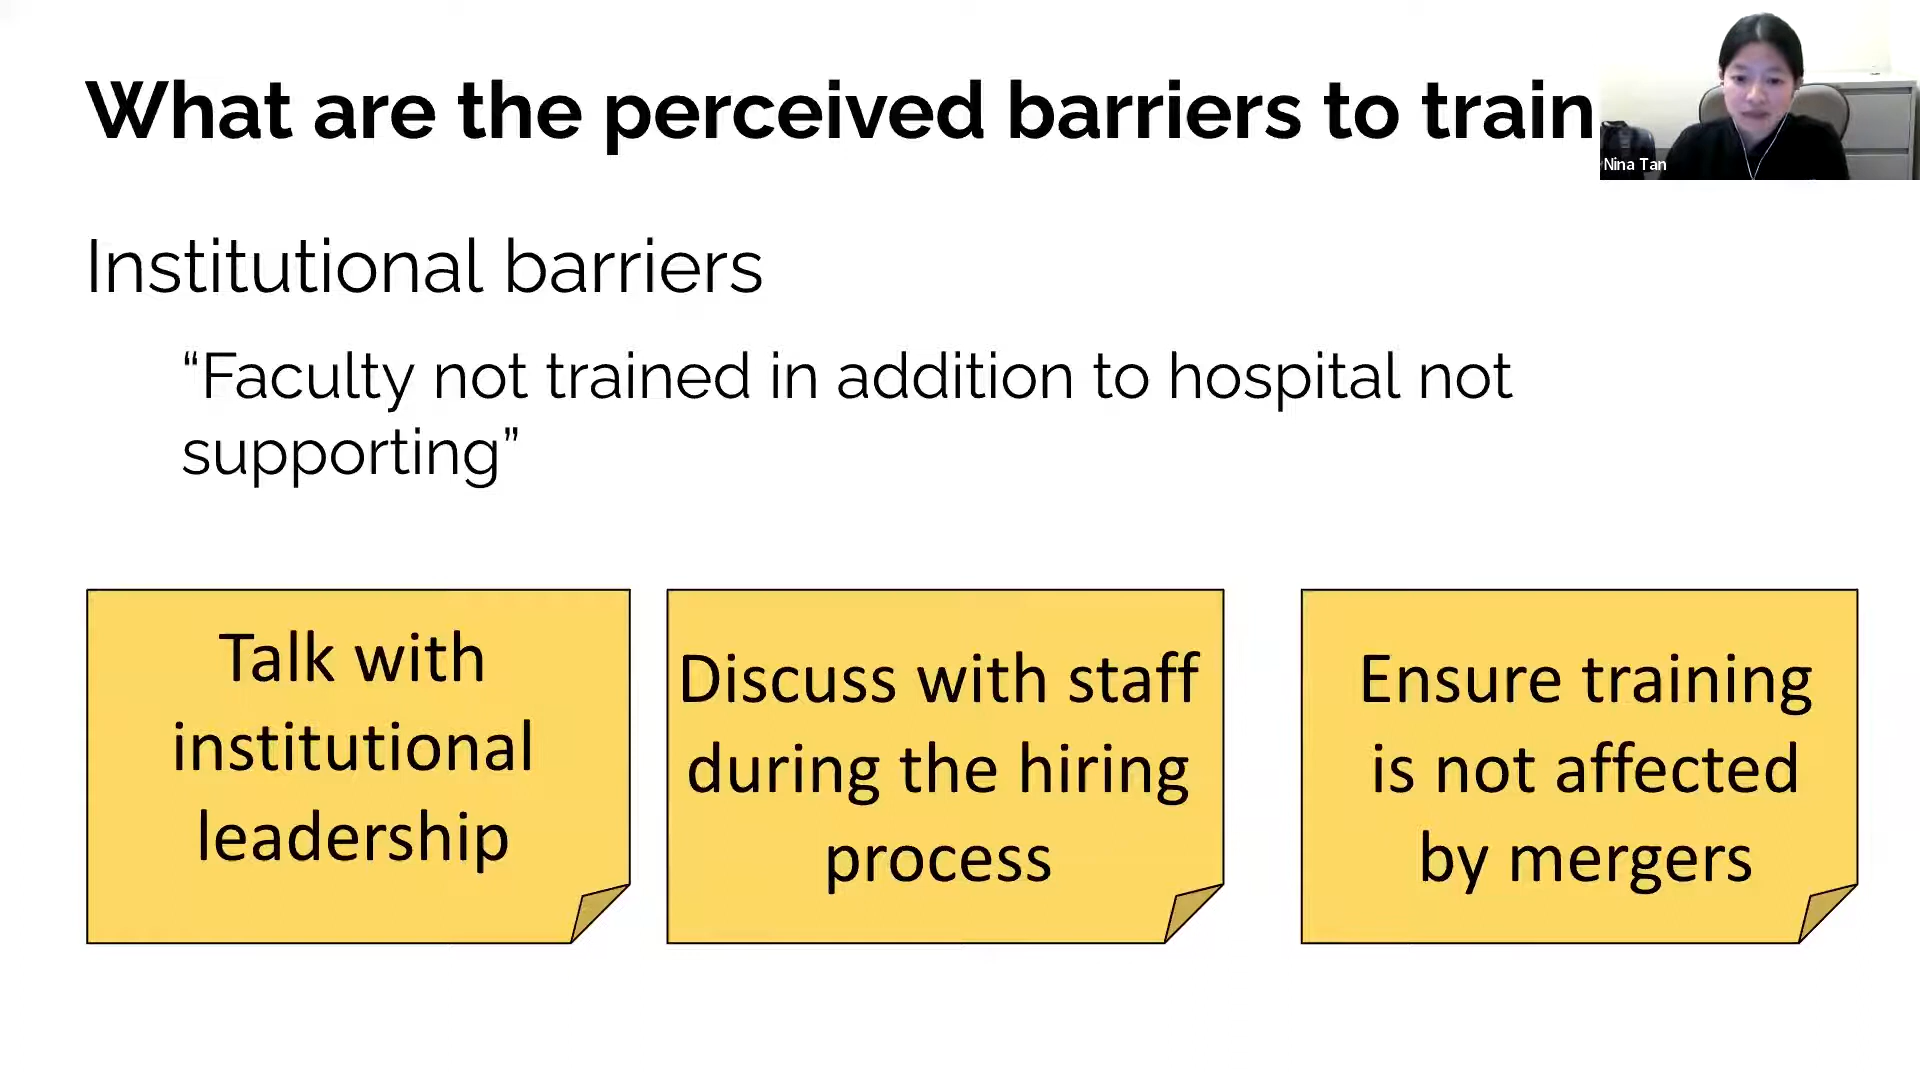 What are the perceived barriers to train
Nina Tan
Institutional barriers
“Faculty not trained in addition to hospital not
supporting”
Talk with
institutional
leadership
Discuss with staff
during the hiring
process
Ensure training
is not affected
by mergers